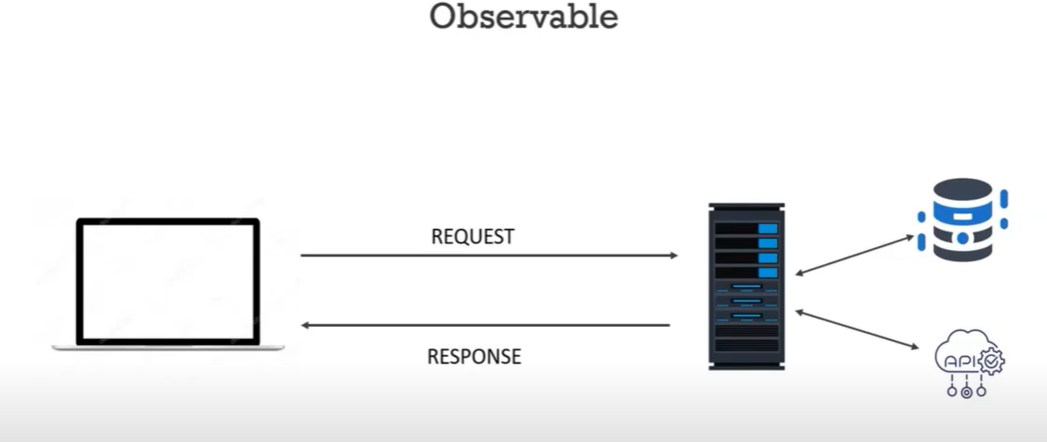 Observable
REQUEST
RESPONSE
API